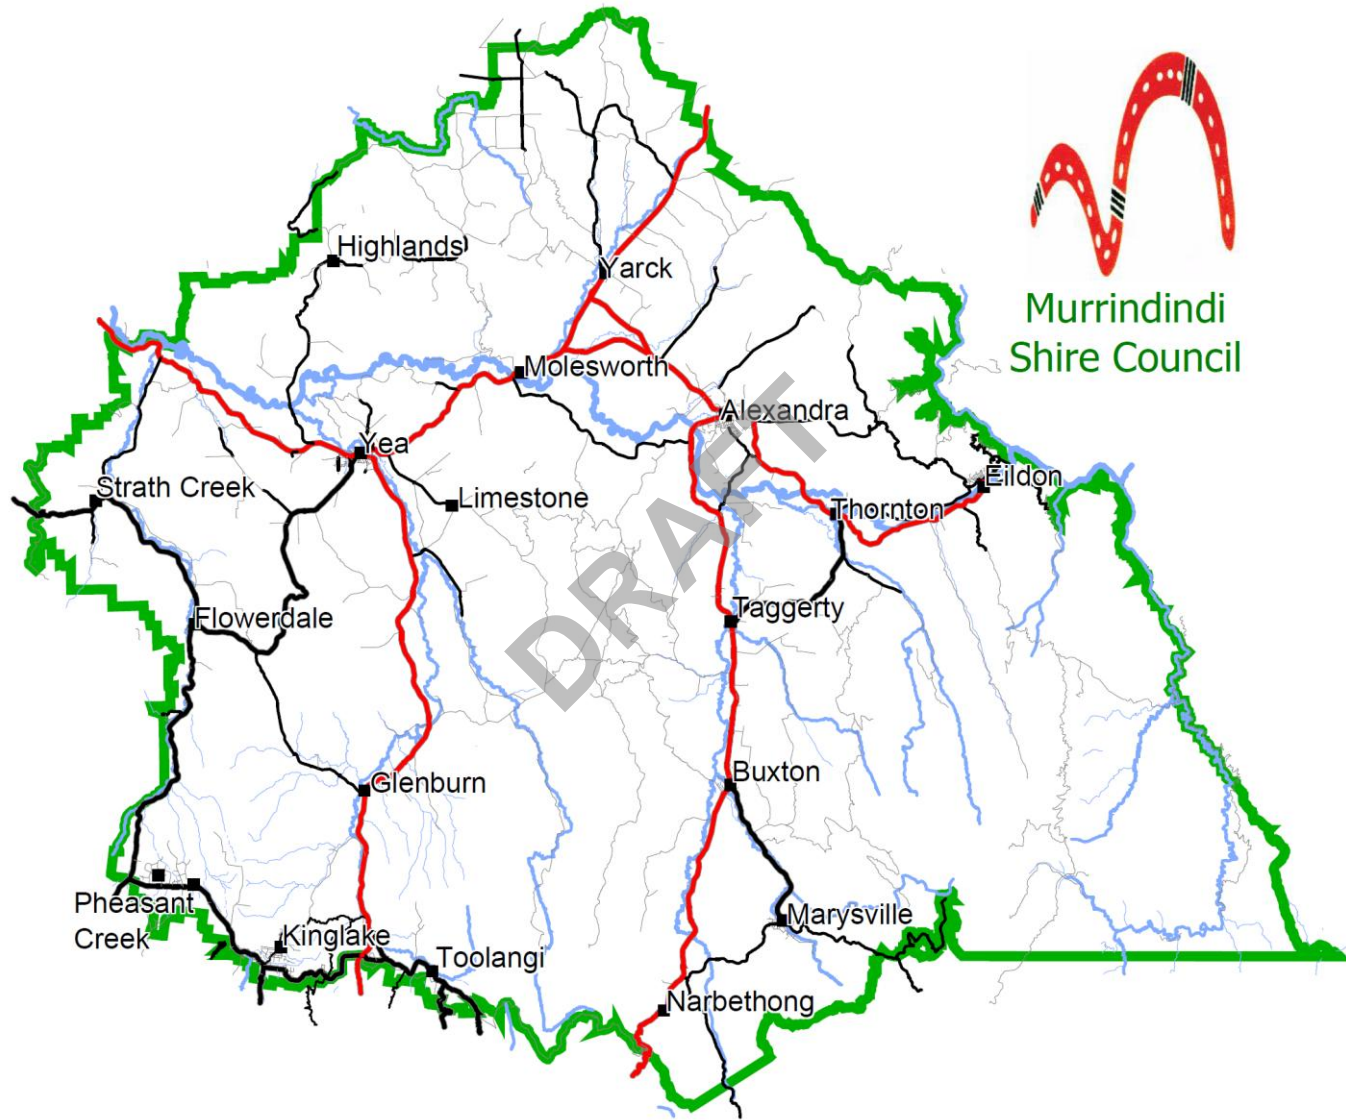 Highlands
Yarck
Murrindindi
Shire Council
Molesworth
Alexandra
Yea
Strath Creek
Limestone
Eildon
Thornton
DRAFT
Flowerdale
Taggerty
Glenburn
Buxton
Pheasant
Creek
Kinglake
Marysville
Toolangi
Narbethong